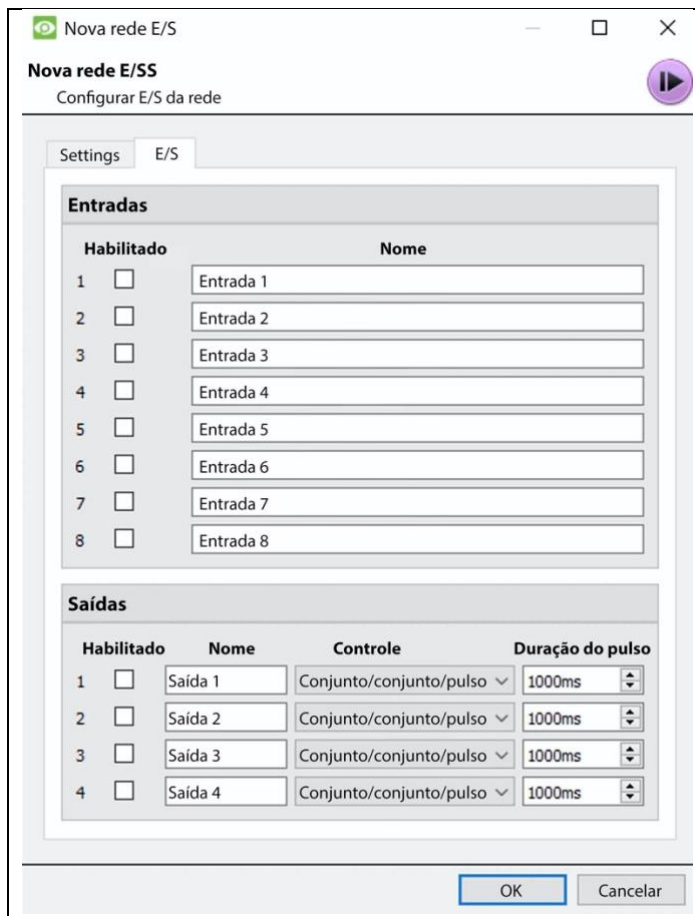 Nova rede E/S
Nova rede E/SS
Configurar E/S da rede
Settings E/S
Entradas
Habilitado Nome
1 Entrada 1
2 Entrada 2
3 Entrada 3
4 Entrada 4
5 Entrada 5
6 Entrada 6
7 Entrada 7
8 Entrada 8
Saídas
Habilitado Nome Controle Duração do pulso
1 Saída 1 Conjunto/conjunto/pulso 1000ms
2 Saída 2 Conjunto/conjunto/pulso 1000ms
3 Saída 3 Conjunto/conjunto/pulso 1000ms
4 Saída 4 Conjunto/conjunto/pulso 1000ms
OK Cancelar